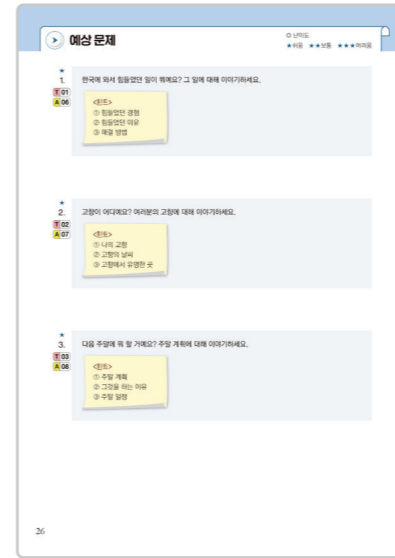 예상 문제
◎ 난이도
★쉬움 ★★보통 ★★★어려움
★
1.
한국에 와서 힘들었던 일이 뭐예요? 그 일에 대해 이야기하세요.
T 01
A 06
<힌트>
① 힘들었던 경험
② 힘들었던 이유
③ 해결 방법
★
2.
고향이 어디예요? 여러분의 고향에 대해 이야기하세요.
T 02
A 07
<힌트>
① 나의 고향
② 고향의 날씨
③ 고향에서 유명한 곳
★
3.
다음 주말에 뭐 할 거예요? 주말 계획에 대해 이야기하세요.
T 03
A 08
<힌트>
① 주말 계획
② 그것을 하는 이유
③ 주말 일정
26